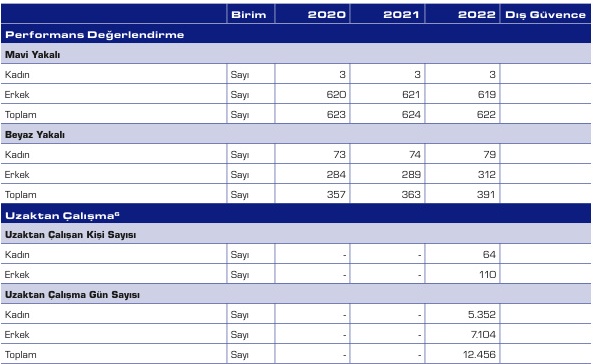 Birim 2020 2021 2022 Dış Güvence
Performans Değerlendirme
Mavi Yakalı
Kadın Sayı 3 3 3
Erkek Sayı 620 621 619
Toplam Sayı 623 624 622
Beyaz Yakalı
Kadın Sayı 73 74 79
Erkek Sayı 284 289 312
Toplam Sayı 357 363 391
Uzaktan Çalışma⁶
Uzaktan Çalışan Kişi Sayısı
Kadın Sayı - - 64
Erkek Sayı - - 110
Uzaktan Çalışma Gün Sayısı
Kadın Sayı - - 5.352
Erkek Sayı - - 7.104
Toplam Sayı - - 12.456